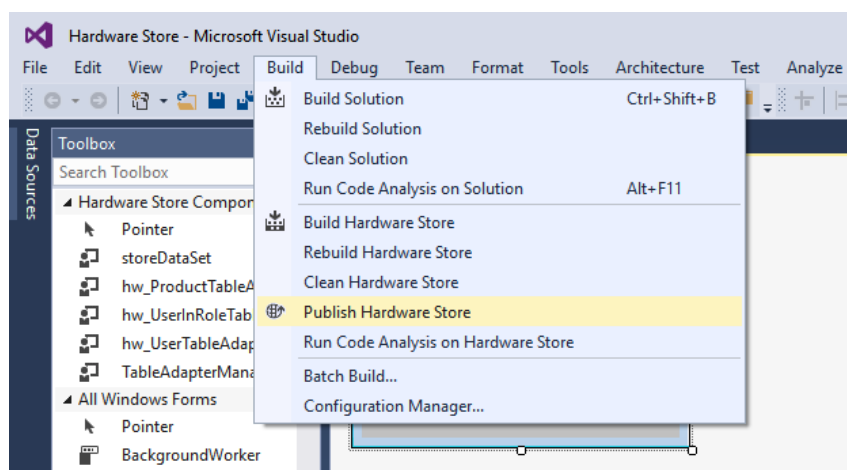 Hardware Store - Microsoft Visual Studio
File Edit View Project Build Debug Team Format Tools Architecture Test Analyze
Data Sources
Toolbox
Search Toolbox
Hardware Store Compor
Pointer
storeDataSet
hw_ProductTableA
hw_UserInRoleTab
hw_UserTableAdap
TableAdapterMana
All Windows Forms
Pointer
BackgroundWorker
Build Solution Ctrl+Shift+B
Rebuild Solution
Clean Solution
Run Code Analysis on Solution Alt+F11
Build Hardware Store
Rebuild Hardware Store
Clean Hardware Store
Publish Hardware Store
Run Code Analysis on Hardware Store
Batch Build...
Configuration Manager...